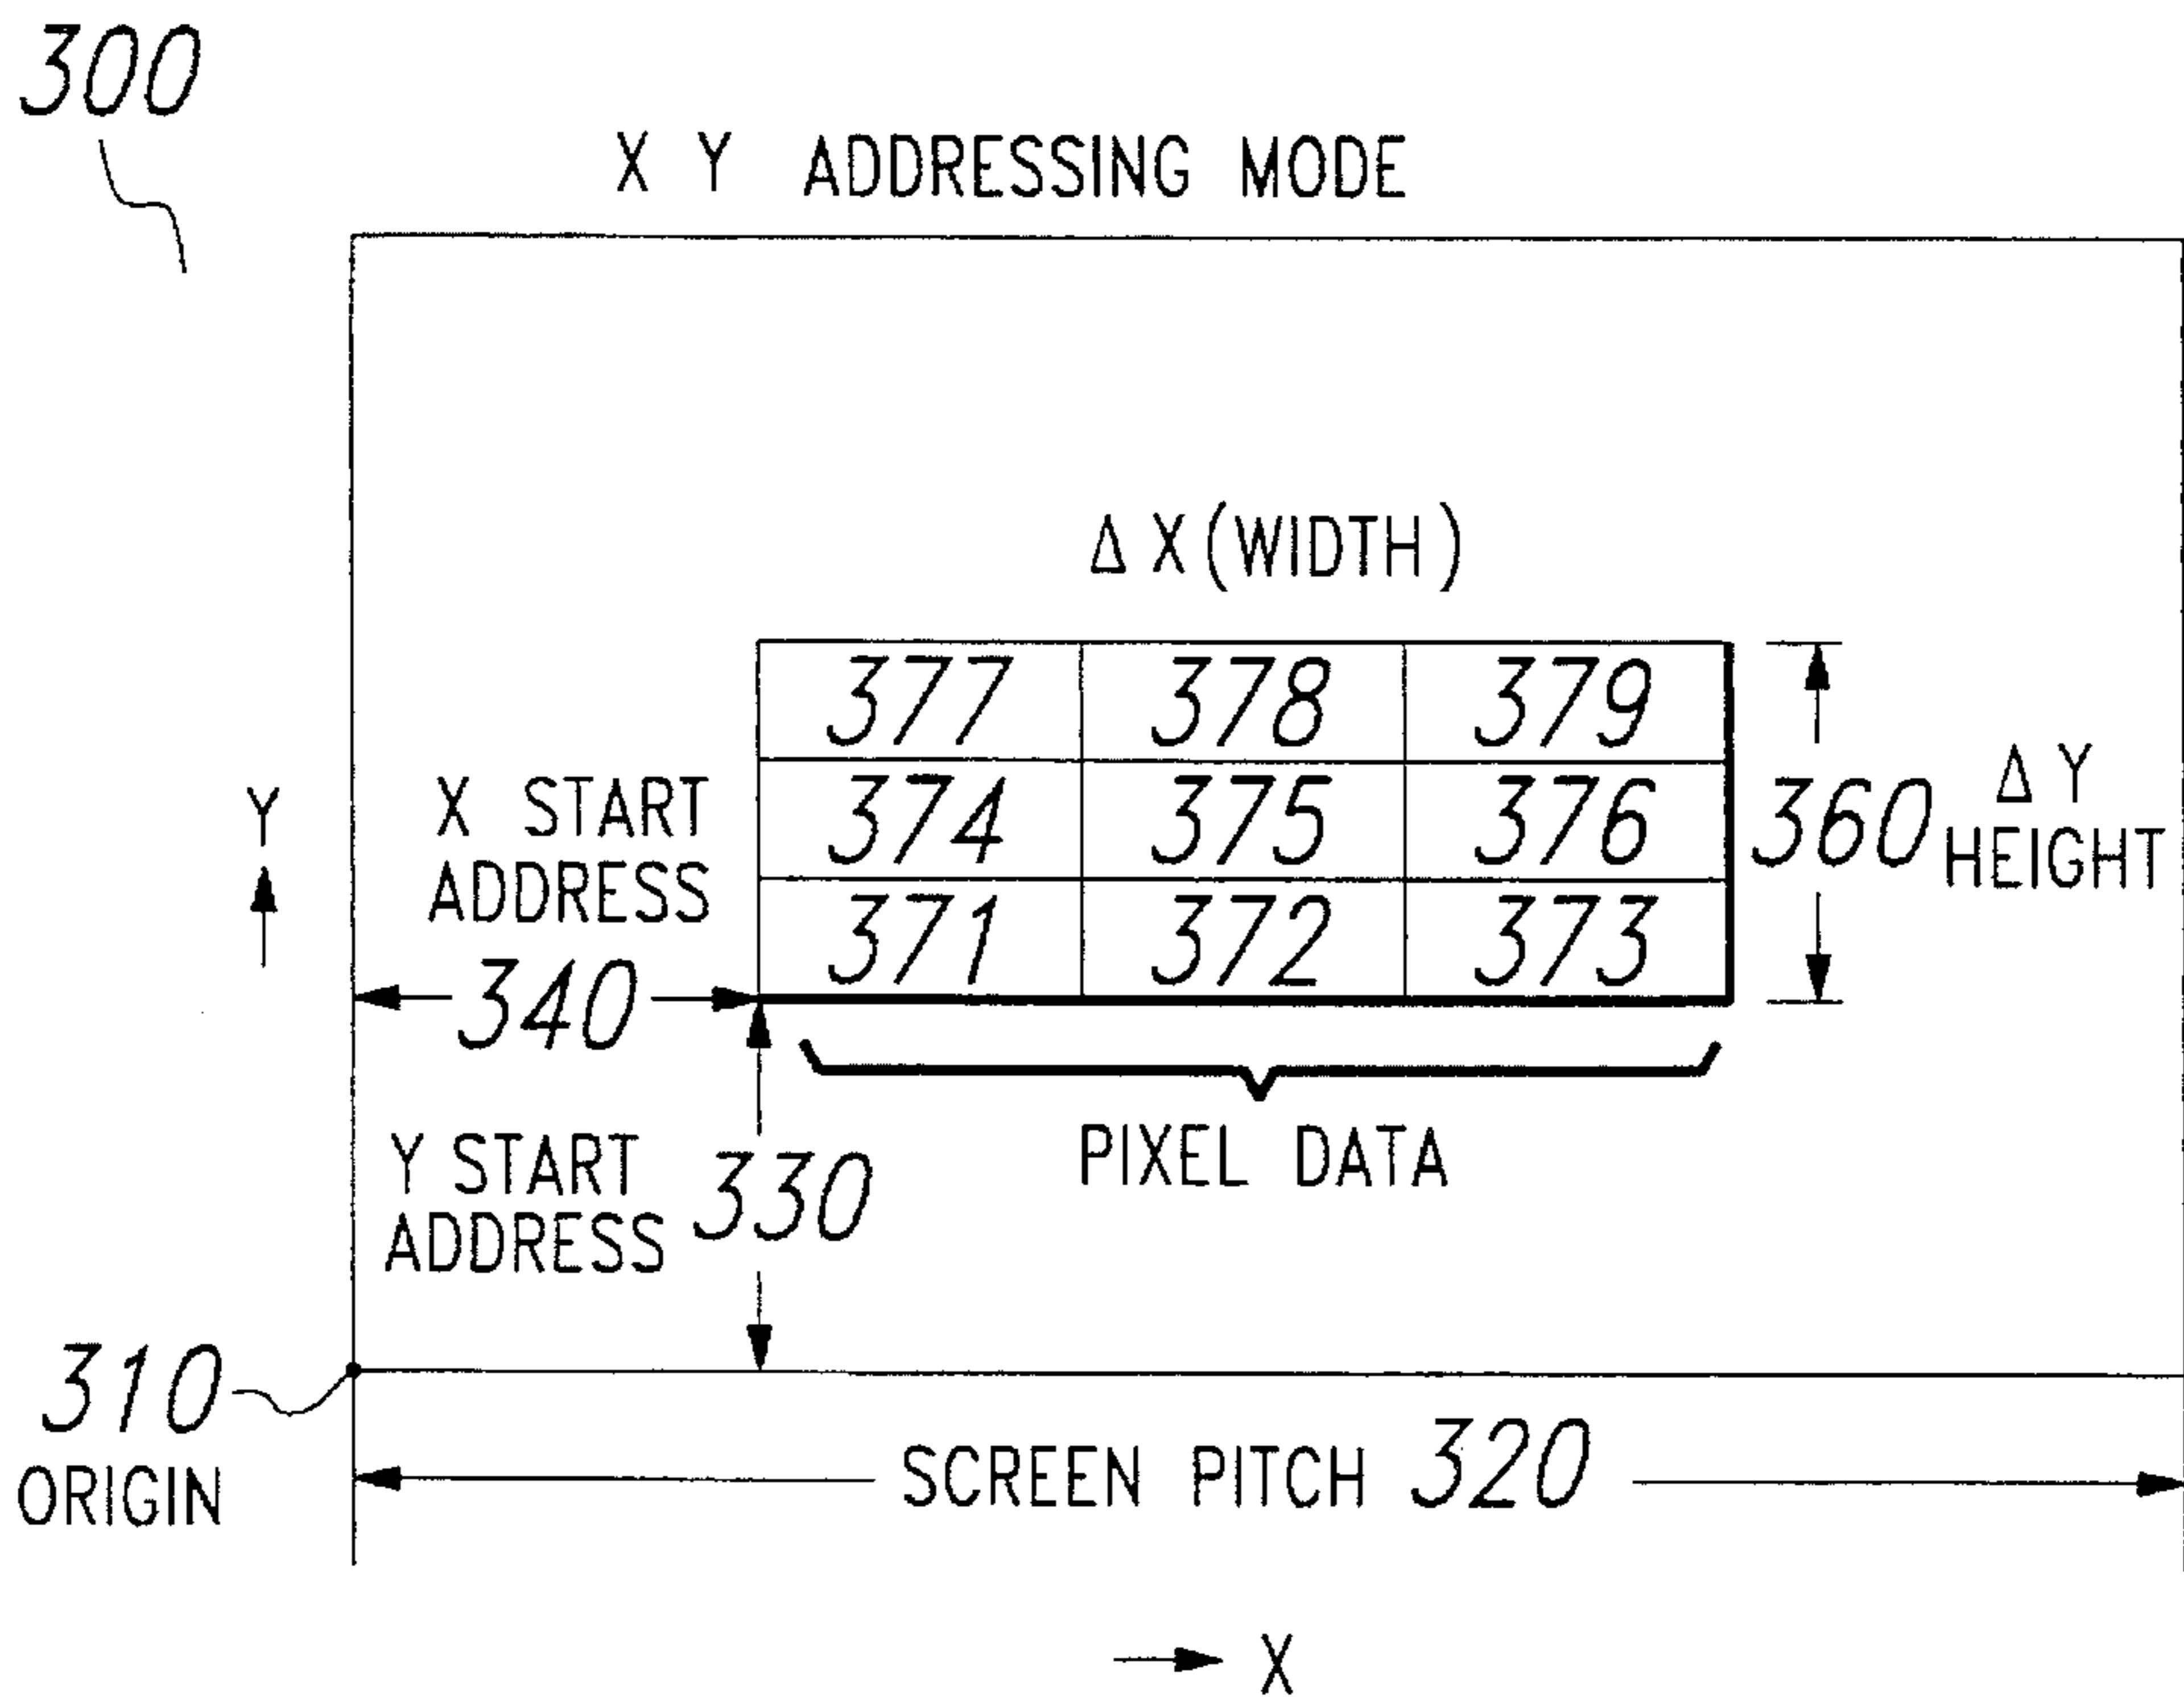 300
X Y ADDRESSING MODE
Δ X (WIDTH)
377 378 379
374 375 376
371 372 373
360
Δ Y
HEIGHT
Y
X START
ADDRESS
340
Y START
ADDRESS
330
PIXEL DATA
310
ORIGIN
SCREEN PITCH 320
X